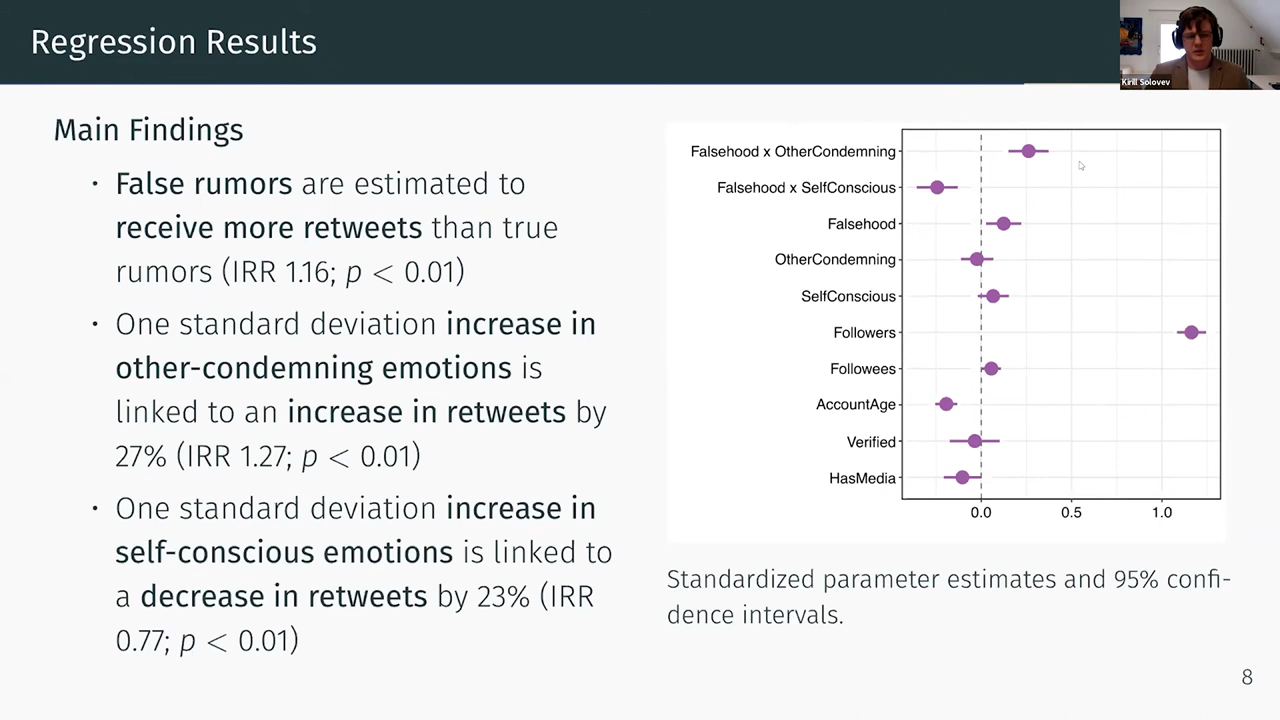 Regression Results
Kirill Solovev
Main Findings
• False rumors are estimated to
receive more retweets than true
rumors (IRR 1.16; p < 0.01)
• One standard deviation increase in
other-condemning emotions is
linked to an increase in retweets by
27% (IRR 1.27; p < 0.01)
• One standard deviation increase in
self-conscious emotions is linked to
a decrease in retweets by 23% (IRR
0.77; p < 0.01)
Falsehood x OtherCondemning
Falsehood x SelfConscious
Falsehood
OtherCondemning
SelfConscious
Followers
Followees
AccountAge
Verified
HasMedia
0.0 0.5 1.0
Standardized parameter estimates and 95% confi-
dence intervals.
8